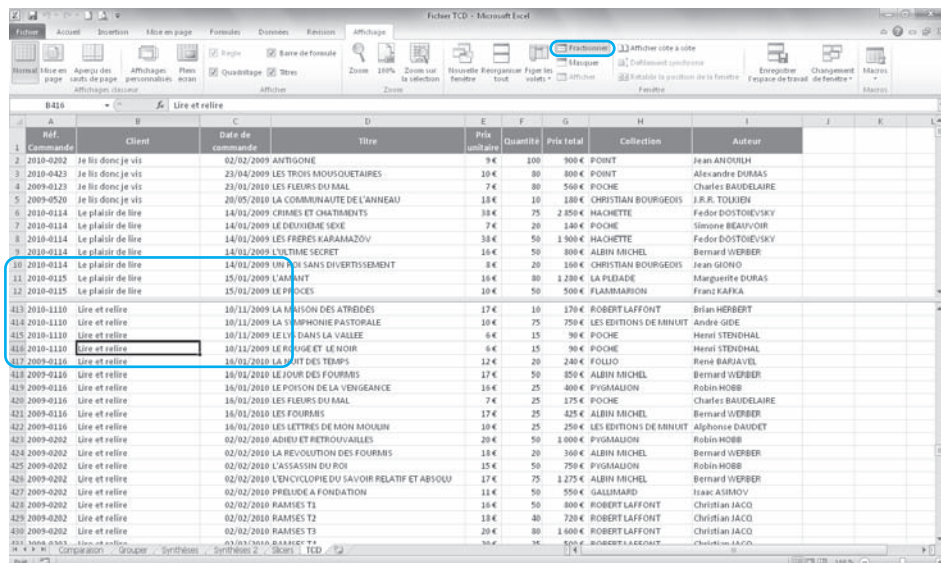 Fichier TCD - Microsoft Excel
Fichier Accueil Insertion Mise en page Formules Données Révision Affichage
Normal Mise en page Aperçu des sauts de page Affichages personnalisés Plein écran
Règle Barre de formule Quadrillage Titres
Zoom 100% Zoom sur la sélection
Nouvelle fenêtre Réorganiser tout Figer les volets
Fractionner Masquer Afficher
Afficher côte à côte Défilement synchrone Rétablir la position de la fenêtre
Enregistrer l'espace de travail Changement de fenêtre Macros
Affichages classeur Afficher Zoom Fenêtre Macros
B416 fx Lire et relire
A B C D E F G H I J K L
1 Réf. Commande Client Date de commande Titre Prix unitaire Quantité Prix total Collection Auteur
2 2010-0202 Je lis donc je vis 02/02/2009 ANTIGONE 9 € 100 900 € POINT Jean ANOUILH
3 2010-0423 Je lis donc je vis 23/04/2009 LES TROIS MOUSQUETAIRES 10 € 80 800 € POINT Alexandre DUMAS
4 2009-0123 Je lis donc je vis 23/01/2010 LES FLEURS DU MAL 7 € 80 560 € POCHE Charles BAUDELAIRE
5 2009-0520 Je lis donc je vis 20/05/2010 LA COMMUNAUTE DE L'ANNEAU 18 € 10 180 € CHRISTIAN BOURGEOIS J.R.R. TOLKIEN
6 2010-0114 Le plaisir de lire 14/01/2009 CRIMES ET CHATIMENTS 38 € 75 2 850 € HACHETTE Fedor DOSTOÏEVSKY
7 2010-0114 Le plaisir de lire 14/01/2009 LE DEUXIEME SEXE 7 € 20 140 € POCHE Simone BEAUVOIR
8 2010-0114 Le plaisir de lire 14/01/2009 LES FRERES KARAMAZOV 38 € 50 1 900 € HACHETTE Fedor DOSTOÏEVSKY
9 2010-0114 Le plaisir de lire 14/01/2009 L'ULTIME SECRET 16 € 50 800 € ALBIN MICHEL Bernard WERBER
10 2010-0114 Le plaisir de lire 14/01/2009 UN ROI SANS DIVERTISSEMENT 8 € 20 160 € CHRISTIAN BOURGEOIS Jean GIONO
11 2010-0115 Le plaisir de lire 15/01/2009 L'AMANT 16 € 80 1 280 € LA PLEIADE Marguerite DURAS
12 2010-0115 Le plaisir de lire 15/01/2009 LE PROCES 10 € 50 500 € FLAMMARION Franz KAFKA
413 2010-1110 Lire et relire 10/11/2009 LA MAISON DES ATREIDES 17 € 10 170 € ROBERT LAFFONT Brian HERBERT
414 2010-1110 Lire et relire 10/11/2009 LA SYMPHONIE PASTORALE 10 € 75 750 € LES EDITIONS DE MINUIT André GIDE
415 2010-1110 Lire et relire 10/11/2009 LE LYS DANS LA VALLEE 6 € 15 90 € POCHE Henri STENDHAL
416 2010-1110 Lire et relire 10/11/2009 LE ROUGE ET LE NOIR 6 € 15 90 € POCHE Henri STENDHAL
417 2009-0116 Lire et relire 16/01/2010 LA NUIT DES TEMPS 12 € 20 240 € FOLLIO René BARJAVEL
418 2009-0116 Lire et relire 16/01/2010 LE JOUR DES FOURMIS 17 € 50 850 € ALBIN MICHEL Bernard WERBER
419 2009-0116 Lire et relire 16/01/2010 LE POISON DE LA VENGEANCE 16 € 25 400 € PYGMALION Robin HOBB
420 2009-0116 Lire et relire 16/01/2010 LES FLEURS DU MAL 7 € 25 175 € POCHE Charles BAUDELAIRE
421 2009-0116 Lire et relire 16/01/2010 LES FOURMIS 17 € 25 425 € ALBIN MICHEL Bernard WERBER
422 2009-0116 Lire et relire 16/01/2010 LES LETTRES DE MON MOULIN 10 € 25 250 € LES EDITIONS DE MINUIT Alphonse DAUDET
423 2009-0202 Lire et relire 02/02/2010 ADIEU ET RETROUVAILLES 20 € 50 1 000 € PYGMALION Robin HOBB
424 2009-0202 Lire et relire 02/02/2010 LA REVOLUTION DES FOURMIS 18 € 20 360 € ALBIN MICHEL Bernard WERBER
425 2009-0202 Lire et relire 02/02/2010 L'ASSASSIN DU ROI 15 € 50 750 € PYGMALION Robin HOBB
426 2009-0202 Lire et relire 02/02/2010 L'ENCYCLOPIE DU SAVOIR RELATIF ET ABSOLU 17 € 75 1 275 € ALBIN MICHEL Bernard WERBER
427 2009-0202 Lire et relire 02/02/2010 PRELUDE A FONDATION 11 € 50 550 € GALLIMARD Isaac ASIMOV
428 2009-0202 Lire et relire 02/02/2010 RAMSES T1 16 € 50 800 € ROBERT LAFFONT Christian JACQ
429 2009-0202 Lire et relire 02/02/2010 RAMSES T2 18 € 40 720 € ROBERT LAFFONT Christian JACQ
430 2009-0202 Lire et relire 02/02/2010 RAMSES T3 20 € 80 1 600 € ROBERT LAFFONT Christian JACQ
Comparaison Grouper Synthèses Synthèses 2 Slicers TCD